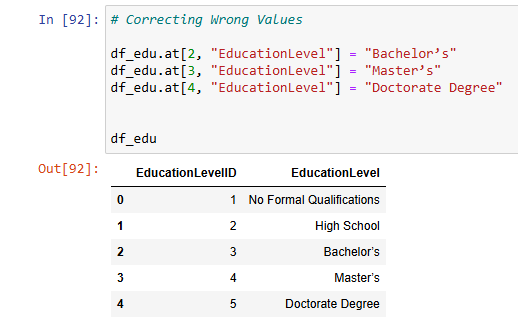 In [92]: # Correcting Wrong Values
df_edu.at[2, "EducationLevel"] = "Bachelor’s"
df_edu.at[3, "EducationLevel"] = "Master’s"
df_edu.at[4, "EducationLevel"] = "Doctorate Degree"
df_edu
Out[92]:
EducationLevelID EducationLevel
0 1 No Formal Qualifications
1 2 High School
2 3 Bachelor’s
3 4 Master’s
4 5 Doctorate Degree